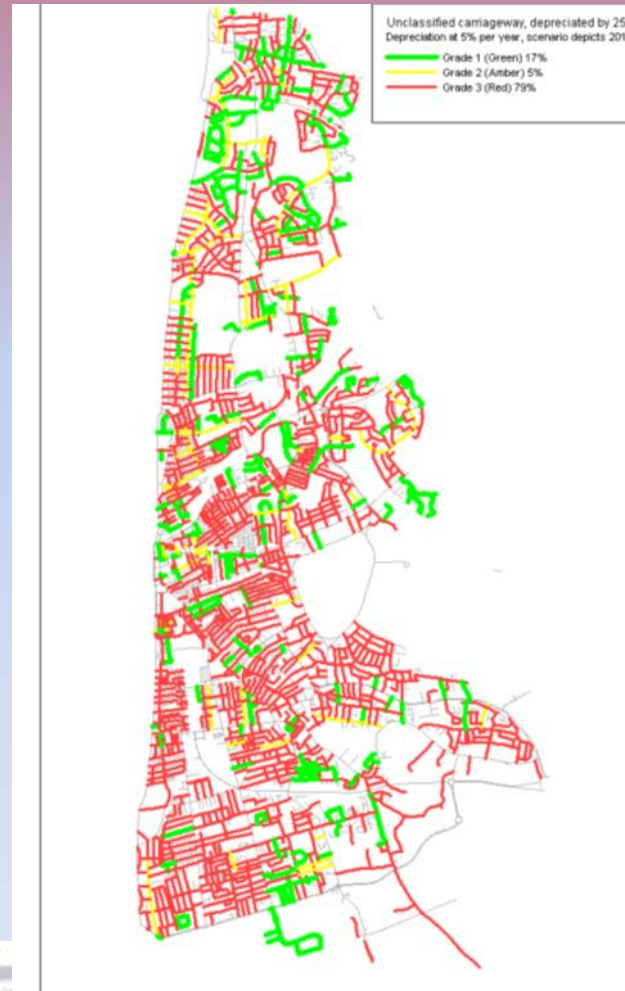 Unclassified carriageway, depreciated by 25
Depreciation at 5% per year, scenario depicts 201
Grade 1 (Green) 17%
Grade 2 (Amber) 5%
Grade 3 (Red) 79%